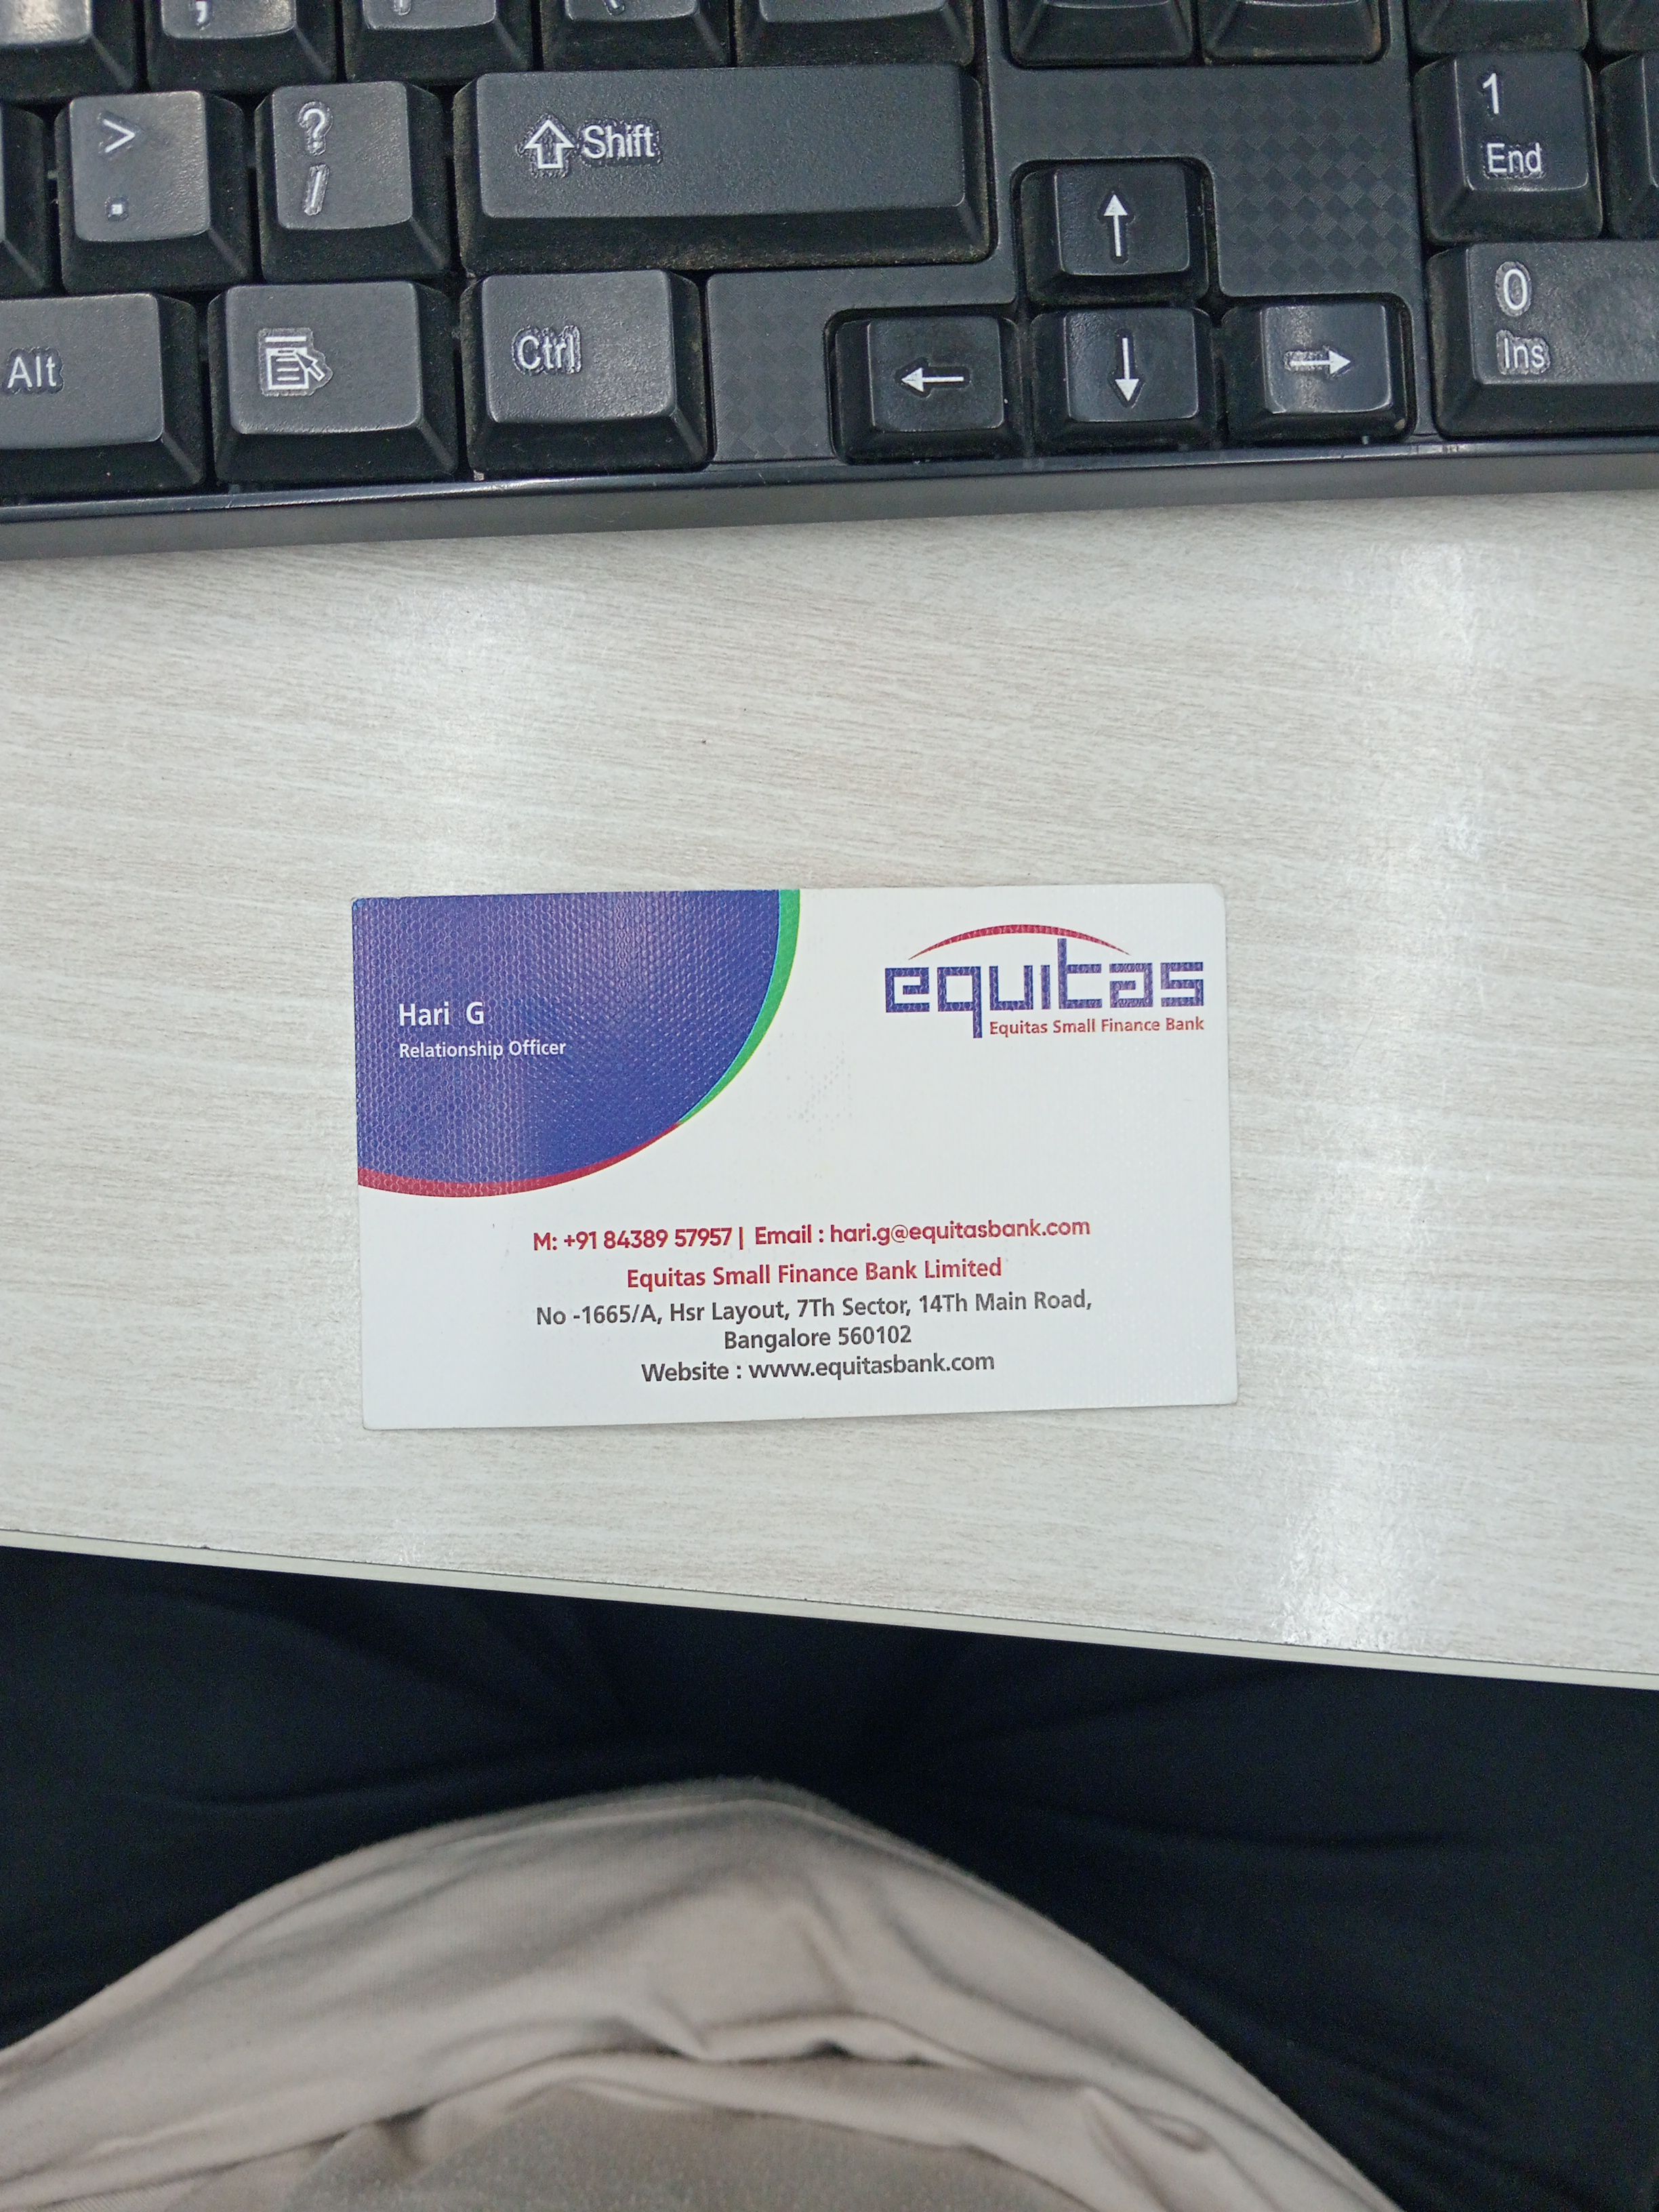 >
.
?
/
Shift
1
End
Alt
Ctrl
0
Ins
Hari G
Relationship Officer
equitas
Equitas Small Finance Bank
M: +91 84389 57957 | Email : hari.g@equitasbank.com
Equitas Small Finance Bank Limited
No -1665/A, Hsr Layout, 7Th Sector, 14Th Main Road,
Bangalore 560102
Website : www.equitasbank.com